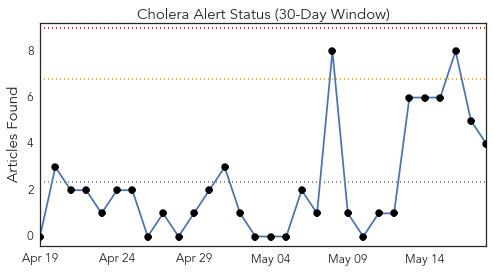 Cholera Alert Status (30-Day Window)
Articles Found
8
6
4
2
0
Apr 19 Apr 24 Apr 29 May 04 May 09 May 14